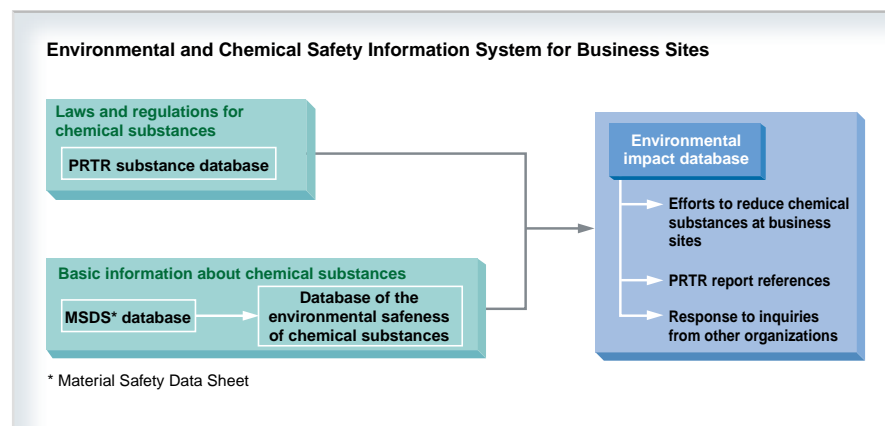 Environmental and Chemical Safety Information System for Business Sites
Laws and regulations for
chemical substances
PRTR substance database
Basic information about chemical substances
MSDS* database
Database of the
environmental safeness
of chemical substances
* Material Safety Data Sheet
Environmental
impact database
Efforts to reduce chemical
substances at business
sites
PRTR report references
Response to inquiries
from other organizations